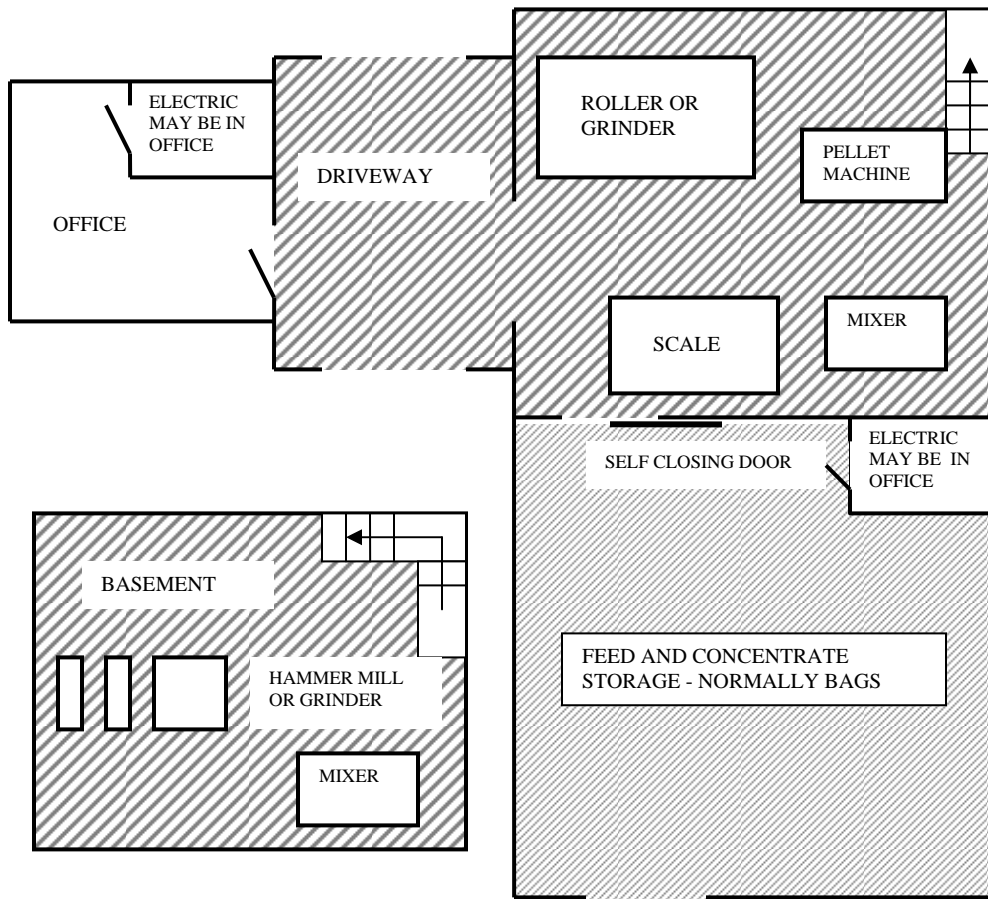 ELECTRIC
MAY BE IN
OFFICE
OFFICE
DRIVEWAY
ROLLER OR
GRINDER
PELLET
MACHINE
SCALE
MIXER
SELF CLOSING DOOR
ELECTRIC
MAY BE IN
OFFICE
BASEMENT
HAMMER MILL
OR GRINDER
MIXER
FEED AND CONCENTRATE
STORAGE - NORMALLY BAGS